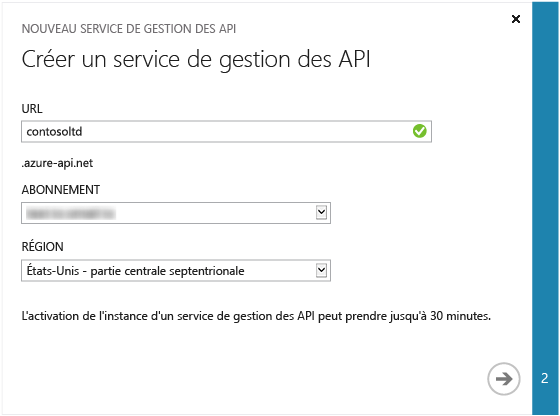 NOUVEAU SERVICE DE GESTION DES API
Créer un service de gestion des API
URL
contosoltd
.azure-api.net
ABONNEMENT
RÉGION
États-Unis - partie centrale septentrionale
L'activation de l'instance d'un service de gestion des API peut prendre jusqu'à 30 minutes.
2